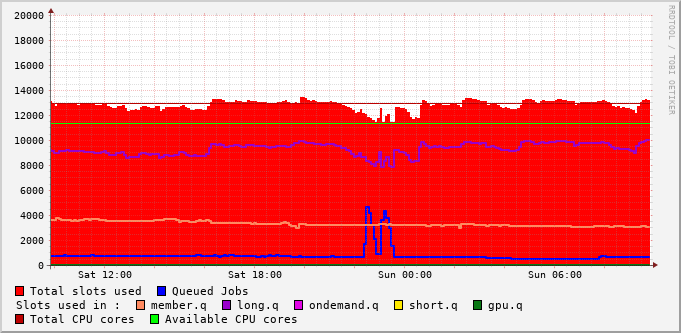 20000
18000
16000
14000
12000
10000
8000
6000
4000
2000
0
Sat 12:00 Sat 18:00 Sun 00:00 Sun 06:00
RRDTOOL / TOBI OETIKER
Total slots used Queued Jobs
Slots used in : member.q long.q ondemand.q short.q gpu.q
Total CPU cores Available CPU cores